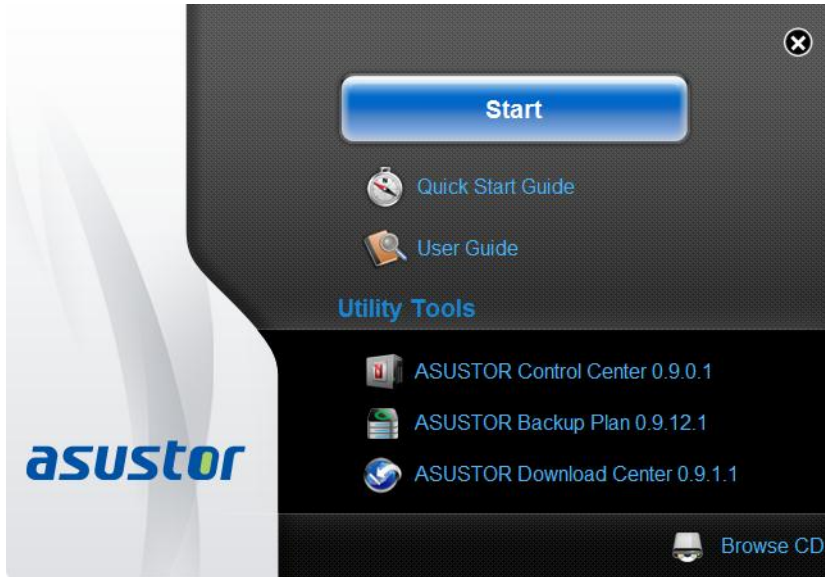 Start
Quick Start Guide
User Guide
Utility Tools
ASUSTOR Control Center 0.9.0.1
ASUSTOR Backup Plan 0.9.12.1
asustor
ASUSTOR Download Center 0.9.1.1
Browse CD